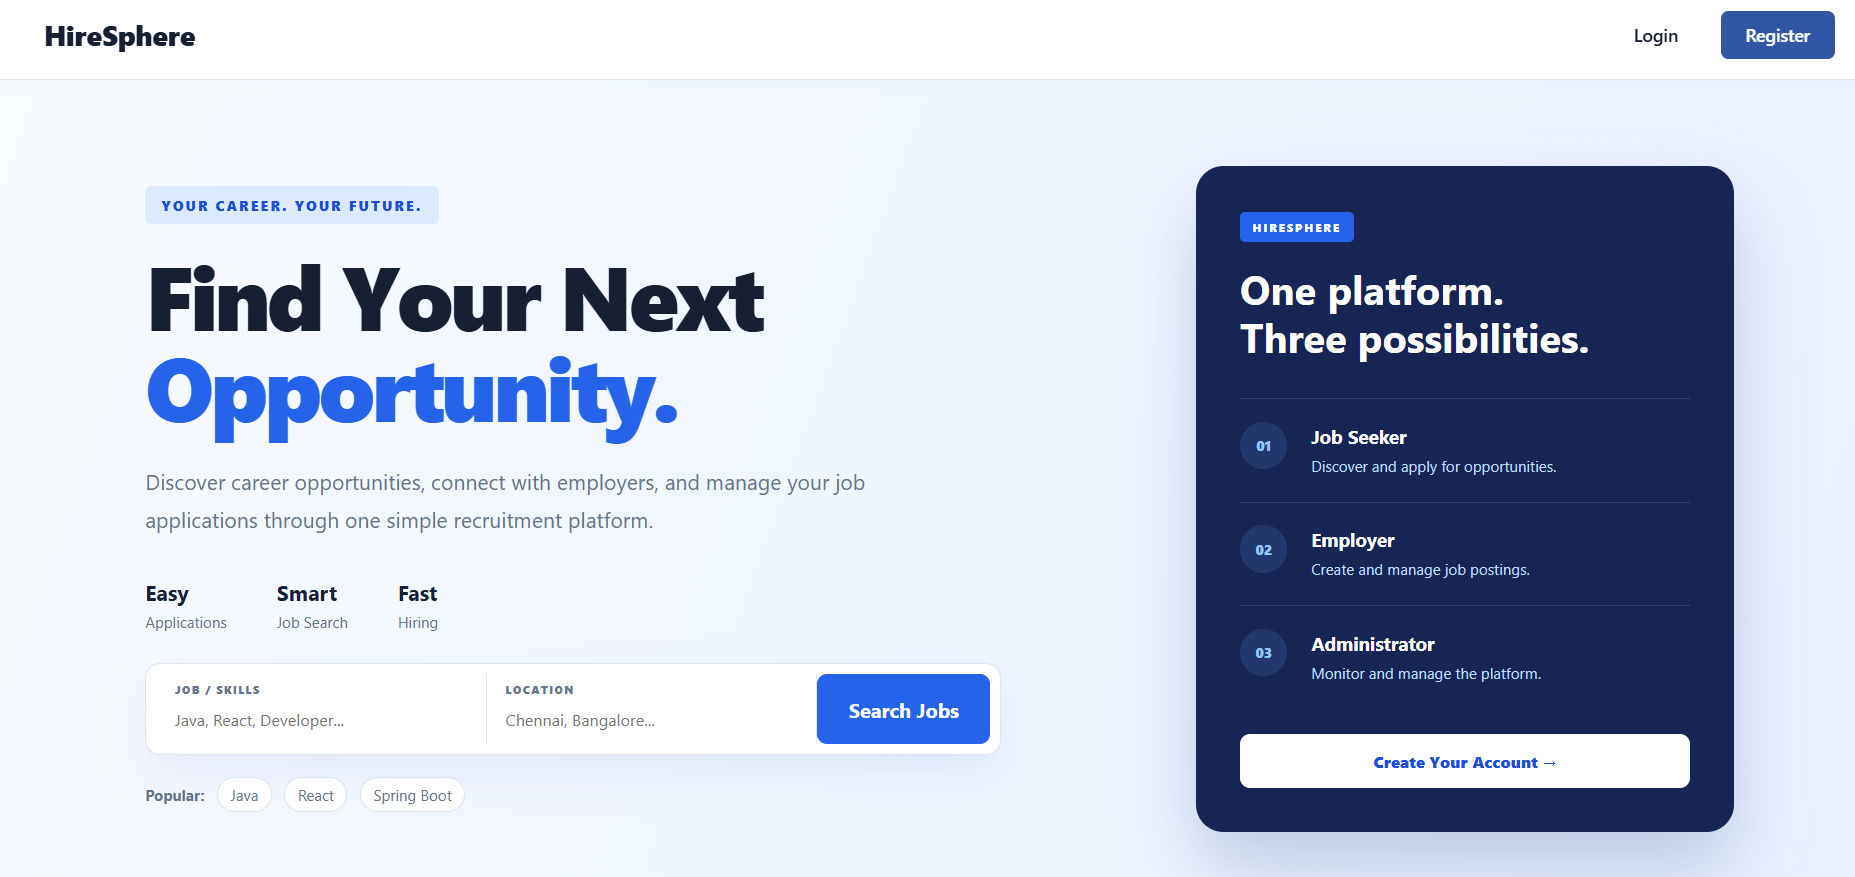 HireSphere
Login
Register
YOUR CAREER. YOUR FUTURE.
Find Your Next
Opportunity.
Discover career opportunities, connect with employers, and manage your job
applications through one simple recruitment platform.
Easy
Applications
Smart
Job Search
Fast
Hiring
JOB / SKILLS
Java, React, Developer...
LOCATION
Chennai, Bangalore...
Search Jobs
Popular:
Java
React
Spring Boot
HIRESPHERE
One platform.
Three possibilities.
01
Job Seeker
Discover and apply for opportunities.
02
Employer
Create and manage job postings.
03
Administrator
Monitor and manage the platform.
Create Your Account →